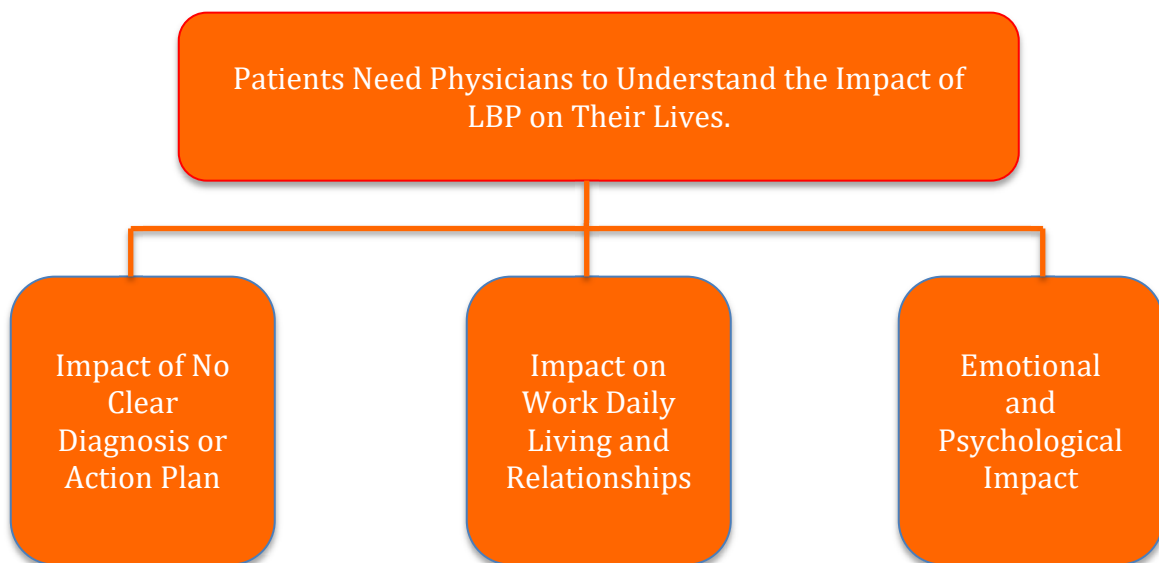 Patients Need Physicians to Understand the Impact of
LBP on Their Lives.
Impact of No
Clear
Diagnosis or
Action Plan
Impact on
Work Daily
Living and
Relationships
Emotional
and
Psychological
Impact